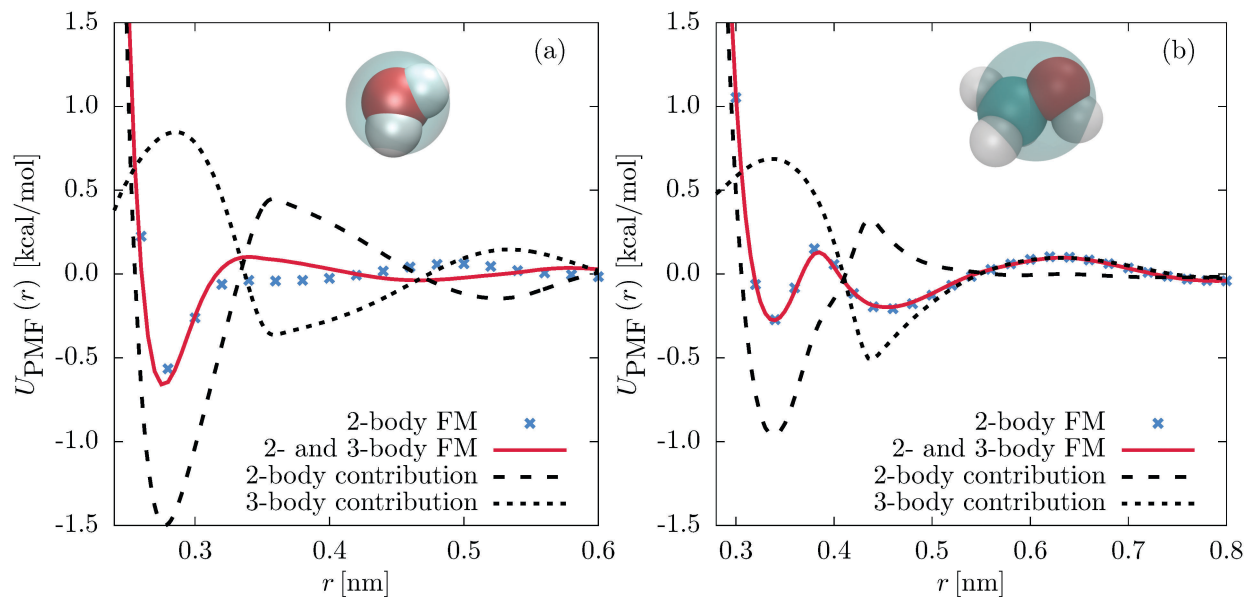 (a)
U_PMF (r) [kcal/mol]
1.5
1.0
0.5
0.0
-0.5
-1.0
-1.5
2-body FM
2- and 3-body FM
2-body contribution
3-body contribution
0.3 0.4 0.5 0.6
r [nm]
(b)
U_PMF (r) [kcal/mol]
1.5
1.0
0.5
0.0
-0.5
-1.0
-1.5
2-body FM
2- and 3-body FM
2-body contribution
3-body contribution
0.3 0.4 0.5 0.6 0.7 0.8
r [nm]